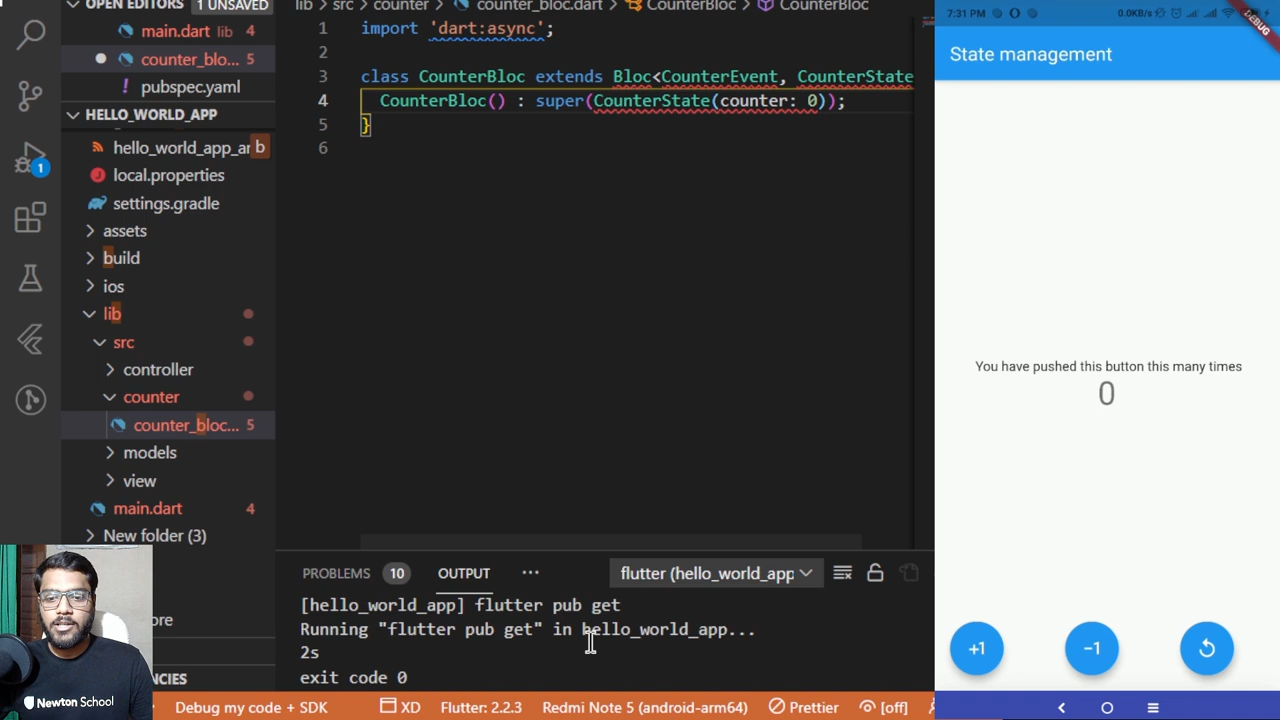 OPEN EDITORS 1 UNSAVED
main.dart lib 4
counter_blo... 5
pubspec.yaml
HELLO_WORLD_APP
hello_world_app_ar b
local.properties
settings.gradle
assets
build
ios
lib
src
controller
counter
counter_bloc... 5
models
view
main.dart 4
New folder (3)
1
lib > src > counter > counter_bloc.dart > CounterBloc > CounterBloc
1 import 'dart:async';
2
3 class CounterBloc extends Bloc<CounterEvent, CounterState
4 CounterBloc() : super(CounterState(counter: 0));
5 }
6
PROBLEMS 10 OUTPUT ... flutter (hello_world_app
[hello_world_app] flutter pub get
Running "flutter pub get" in hello_world_app...
2s
exit code 0
Newton School
Debug my code + SDK XD Flutter: 2.2.3 Redmi Note 5 (android-arm64) Prettier [off]
7:31 PM 0.0KB/s
DEBUG
State management
You have pushed this button this many times
0
+1 -1